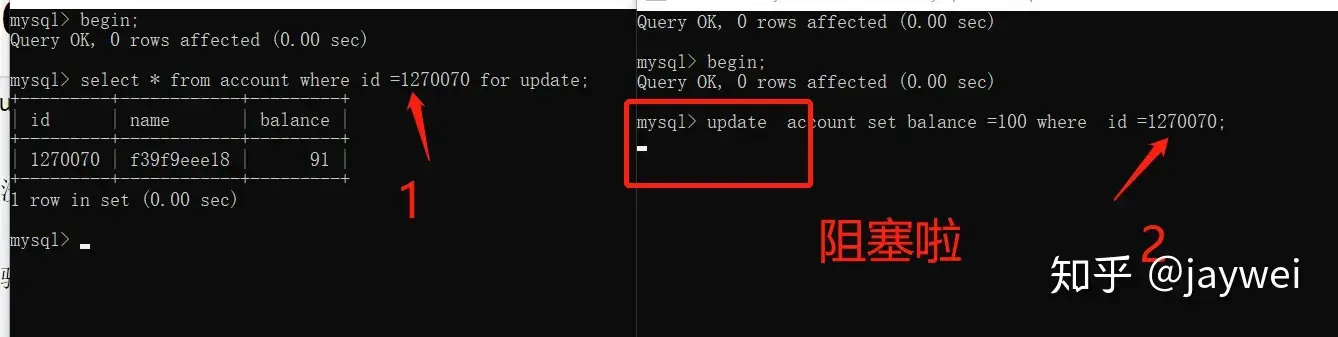 mysql> begin;
Query OK, 0 rows affected (0.00 sec)
mysql> select * from account where id =1270070 for update;
+---------+------------+---------+
| id | name | balance |
+---------+------------+---------+
| 1270070 | f39f9eee18 | 91 |
+---------+------------+---------+
1 row in set (0.00 sec)
mysql>
1
Query OK, 0 rows affected (0.00 sec)
mysql> begin;
Query OK, 0 rows affected (0.00 sec)
mysql> update  account set balance =100 where  id =1270070;
阻塞啦
2
知乎 @jaywei